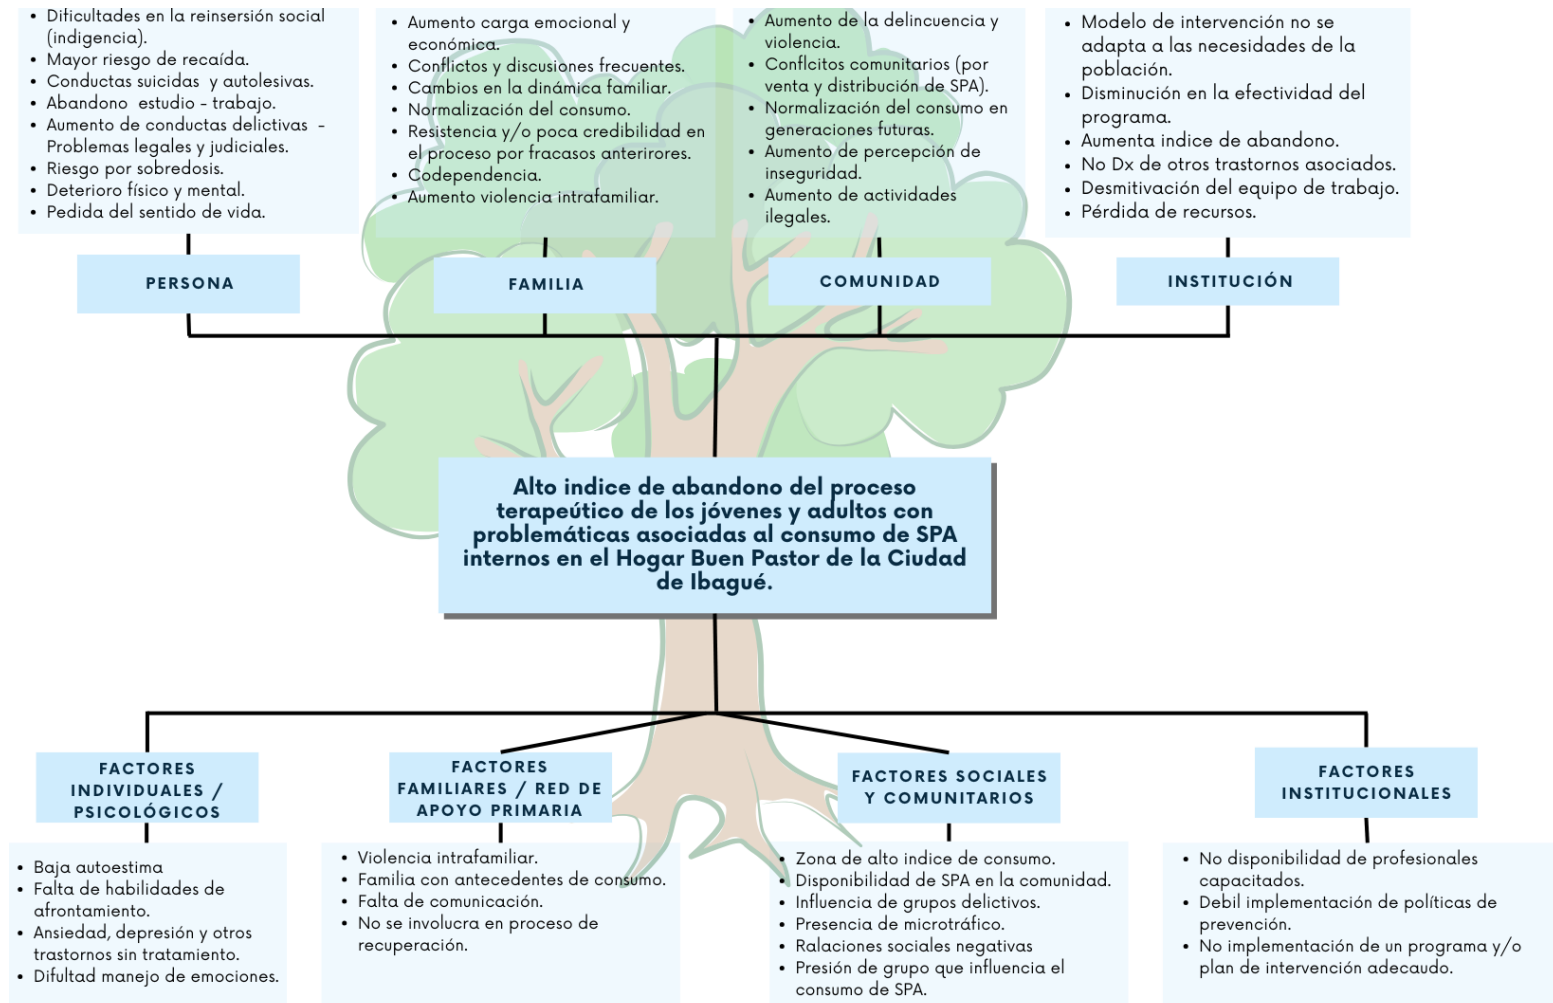 • Dificultades en la reinsersión social
(indigencia).
• Mayor riesgo de recaída.
• Conductas suicidas y autolesivas.
• Abandono estudio - trabajo.
• Aumento de conductas delictivas -
Problemas legales y judiciales.
• Riesgo por sobredosis.
• Deterioro físico y mental.
• Pedida del sentido de vida.
PERSONA
• Aumento carga emocional y
económica.
• Conflictos y discusiones frecuentes.
• Cambios en la dinámica familiar.
• Normalización del consumo.
• Resistencia y/o poca credibilidad en
el proceso por fracasos anterirores.
• Codependencia.
• Aumento violencia intrafamiliar.
FAMILIA
• Aumento de la delincuencia y
violencia.
• Conflcitos comunitarios (por
venta y distribución de SPA).
• Normalización del consumo en
generaciones futuras.
• Aumento de percepción de
inseguridad.
• Aumento de actividades
ilegales.
COMUNIDAD
• Modelo de intervención no se
adapta a las necesidades de la
población.
• Disminución en la efectividad del
programa.
• Aumenta indice de abandono.
• No Dx de otros trastornos asociados.
• Desmitivación del equipo de trabajo.
• Pérdida de recursos.
INSTITUCIÓN
Alto indice de abandono del proceso
terapeútico de los jóvenes y adultos con
problemáticas asociadas al consumo de SPA
internos en el Hogar Buen Pastor de la Ciudad
de Ibagué.
FACTORES
INDIVIDUALES /
PSICOLÓGICOS
• Baja autoestima
• Falta de habilidades de
afrontamiento.
• Ansiedad, depresión y otros
trastornos sin tratamiento.
• Difultad manejo de emociones.
FACTORES
FAMILIARES / RED DE
APOYO PRIMARIA
• Violencia intrafamiliar.
• Familia con antecedentes de consumo.
• Falta de comunicación.
• No se involucra en proceso de
recuperación.
FACTORES SOCIALES
Y COMUNITARIOS
• Zona de alto indice de consumo.
• Disponibilidad de SPA en la comunidad.
• Influencia de grupos delictivos.
• Presencia de microtráfico.
• Ralaciones sociales negativas
• Presión de grupo que influencia el
consumo de SPA.
FACTORES
INSTITUCIONALES
• No disponibilidad de profesionales
capacitados.
• Debil implementación de políticas de
prevención.
• No implementación de un programa y/o
plan de intervención adecaudo.